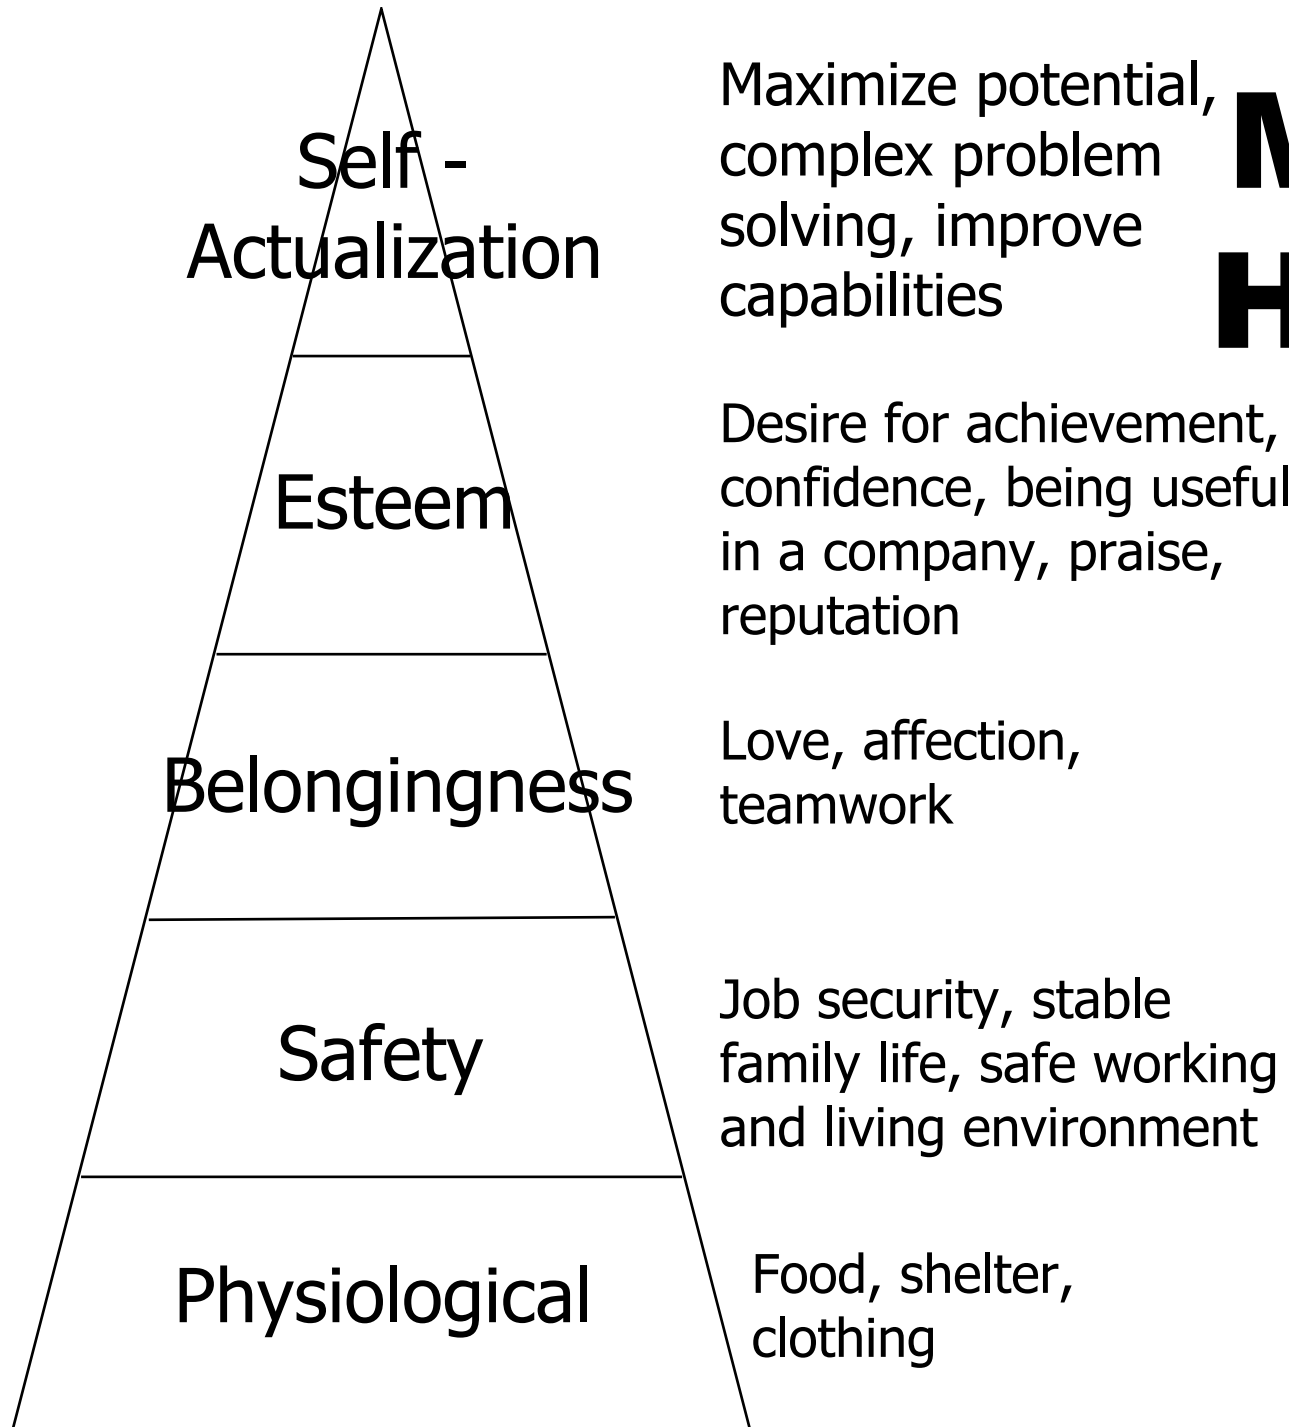 Self -
Actualization
Maximize potential,
complex problem
solving, improve
capabilities
M
H
Esteem
Desire for achievement,
confidence, being useful
in a company, praise,
reputation
Belongingness
Love, affection,
teamwork
Safety
Job security, stable
family life, safe working
and living environment
Physiological
Food, shelter,
clothing